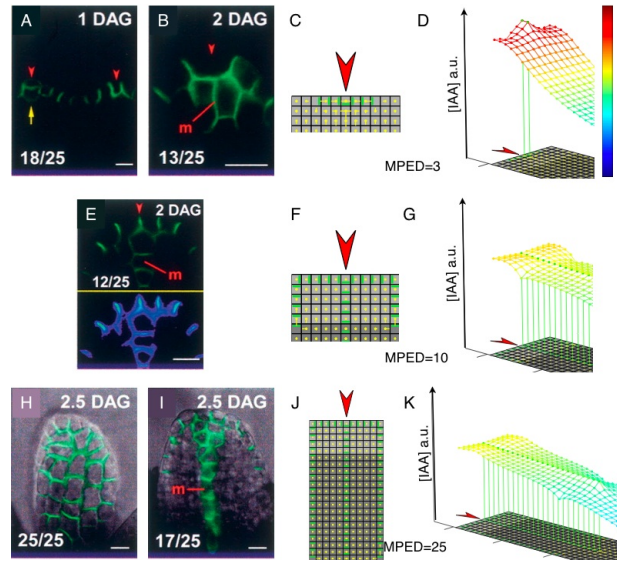 A 1 DAG
18/25
B 2 DAG
m
13/25
C
MPED=3
D
[IAA] a.u.
E 2 DAG
m
12/25
F
MPED=10
G
[IAA] a.u.
H 2.5 DAG
25/25
I 2.5 DAG
m
17/25
J
MPED=25
K
[IAA] a.u.